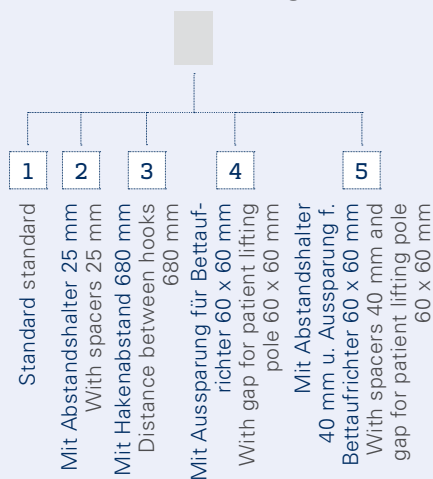 1
2
3
4
5
Standard standard
Mit Abstandshalter 25 mm
With spacers 25 mm
Mit Hakenabstand 680 mm
Distance between hooks
680 mm
Mit Aussparung für Bettauf-
richter 60 x 60 mm
With gap for patient lifting
pole 60 x 60 mm
Mit Abstandshalter
40 mm u. Aussparung f.
Bettaufrichter 60 x 60 mm
With spacers 40 mm and
gap for patient lifting pole
60 x 60 mm